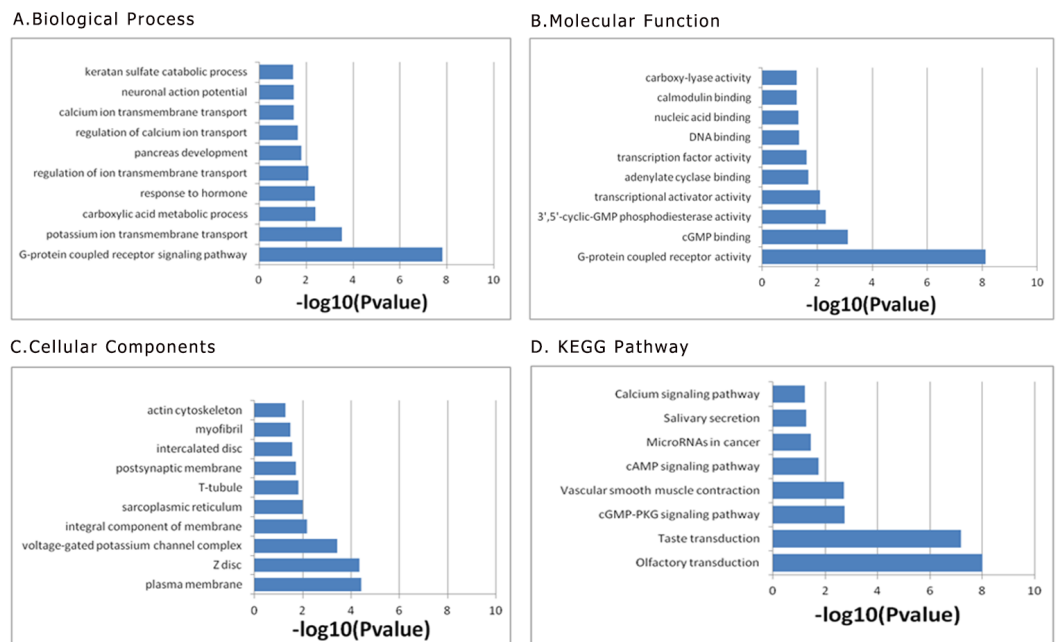 A.Biological Process
keratan sulfate catabolic process
neuronal action potential
calcium ion transmembrane transport
regulation of calcium ion transport
pancreas development
regulation of ion transmembrane transport
response to hormone
carboxylic acid metabolic process
potassium ion transmembrane transport
G-protein coupled receptor signaling pathway
0 2 4 6 8 10
-log10(Pvalue)
B.Molecular Function
carboxy-lyase activity
calmodulin binding
nucleic acid binding
DNA binding
transcription factor activity
adenylate cyclase binding
transcriptional activator activity
3',5'-cyclic-GMP phosphodiesterase activity
cGMP binding
G-protein coupled receptor activity
0 2 4 6 8 10
-log10(Pvalue)
C.Cellular Components
actin cytoskeleton
myofibril
intercalated disc
postsynaptic membrane
T-tubule
sarcoplasmic reticulum
integral component of membrane
voltage-gated potassium channel complex
Z disc
plasma membrane
0 2 4 6 8 10
-log10(Pvalue)
D. KEGG Pathway
Calcium signaling pathway
Salivary secretion
MicroRNAs in cancer
cAMP signaling pathway
Vascular smooth muscle contraction
cGMP-PKG signaling pathway
Taste transduction
Olfactory transduction
0 2 4 6 8 10
-log10(Pvalue)